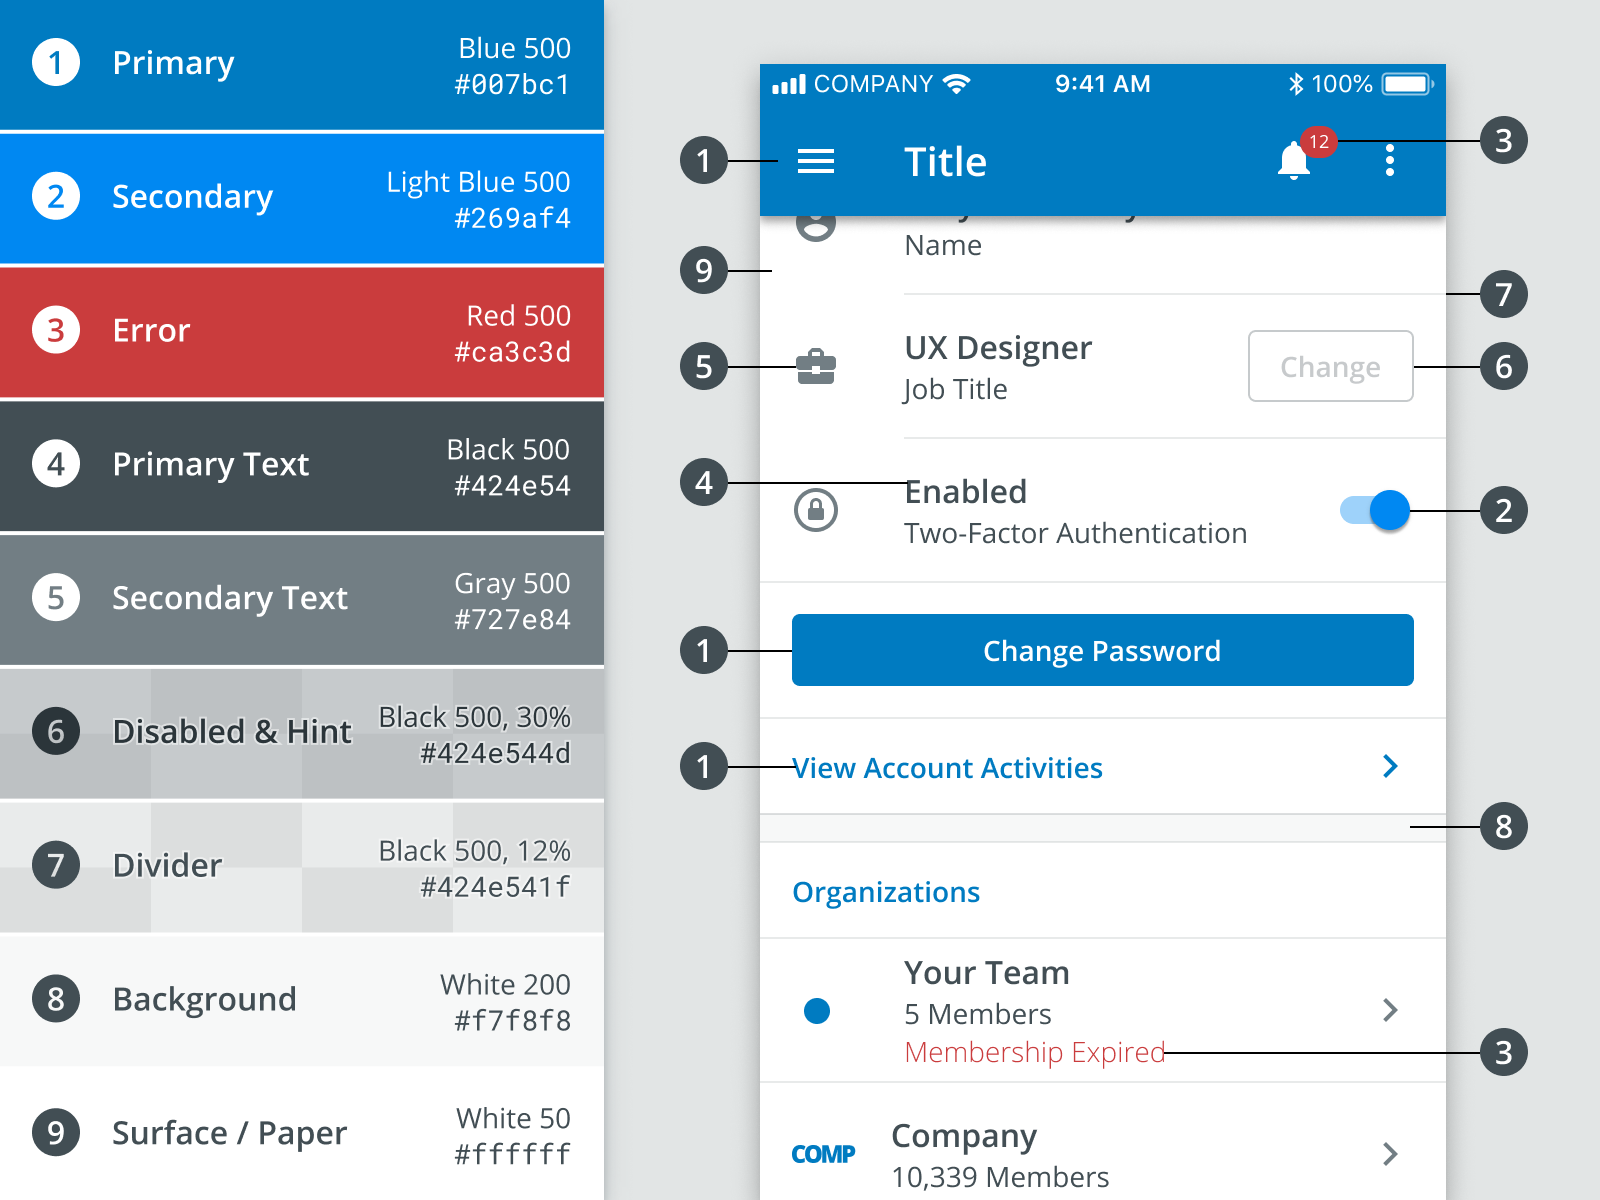 1 Primary Blue 500
#007bc1
2 Secondary Light Blue 500
#269af4
3 Error Red 500
#ca3c3d
4 Primary Text Black 500
#424e54
5 Secondary Text Gray 500
#727e84
6 Disabled & Hint Black 500, 30%
#424e544d
7 Divider Black 500, 12%
#424e541f
8 Background White 200
#f7f8f8
9 Surface / Paper White 50
#ffffff
COMPANY 9:41 AM 100%
1 Title 12 3
Name
9
7
UX Designer
5 Change 6
Job Title
4 Enabled
2
Two-Factor Authentication
1 Change Password
1 View Account Activities
8
Organizations
Your Team
5 Members
Membership Expired 3
Company
COMP
10,339 Members